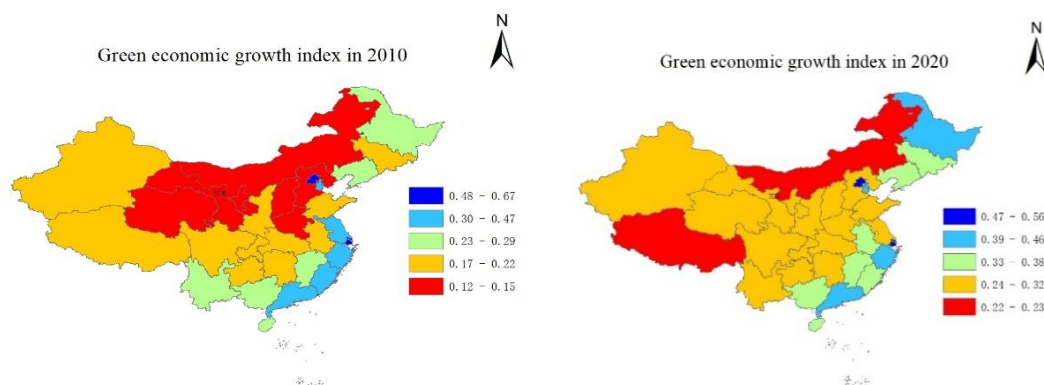 N
Green economic growth index in 2010
0.48 - 0.67
0.30 - 0.47
0.23 - 0.29
0.17 - 0.22
0.12 - 0.15
N
Green economic growth index in 2020
0.47 - 0.56
0.39 - 0.46
0.33 - 0.38
0.24 - 0.32
0.22 - 0.23